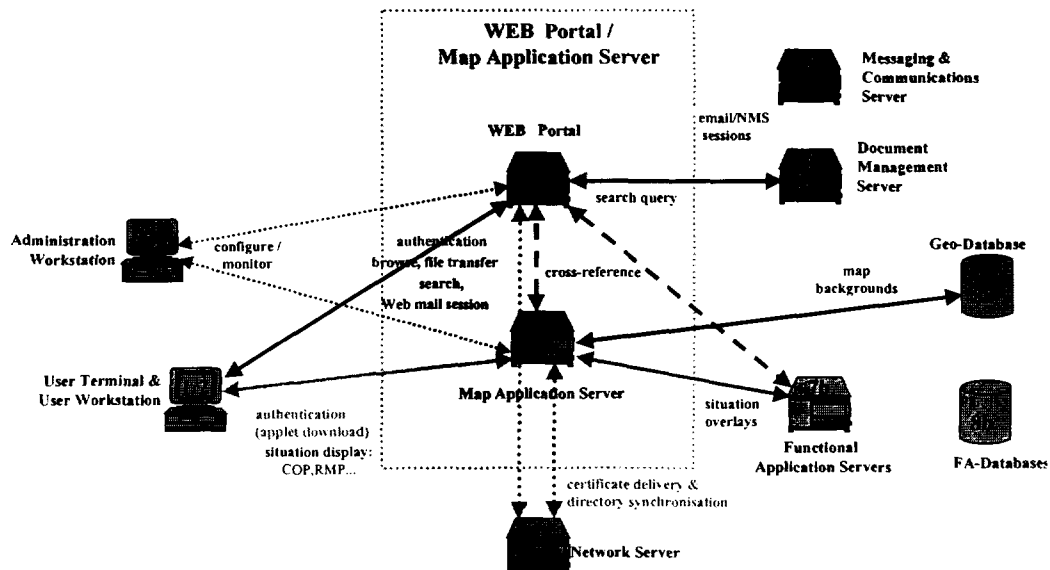 WEB Portal /
Map Application Server
Messaging &
Communications
Server
WEB Portal
email/NMS
sessions
Document
Management
Server
search query
Administration
Workstation
configure /
monitor
authentication
browse, file transfer
search,
Web mail session
cross-reference
Geo-Database
map
backgrounds
User Terminal &
User Workstation
Map Application Server
authentication
(applet download)
situation display:
COP,RMP...
situation
overlays
Functional
Application Servers
FA-Databases
certificate delivery &
directory synchronisation
Network Server